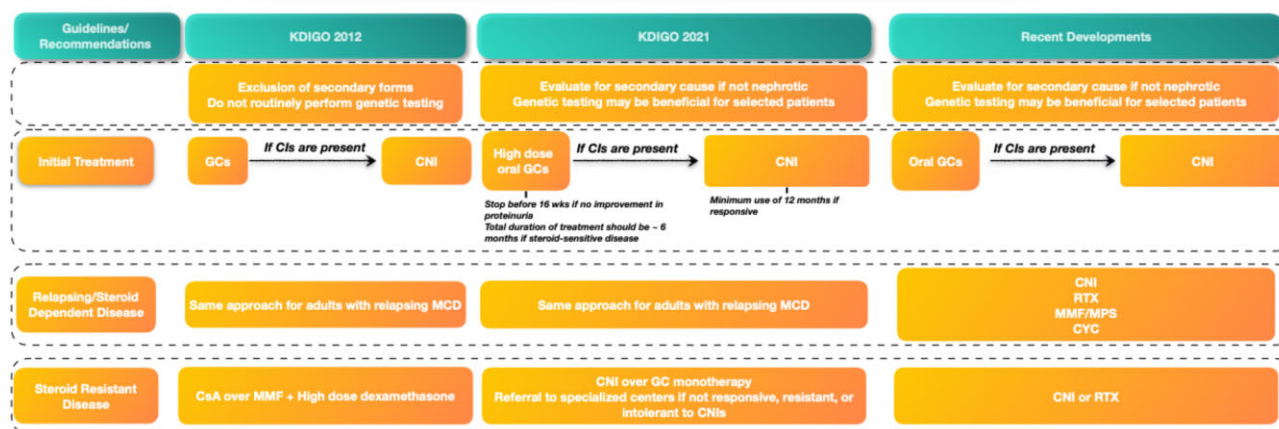 Guidelines/
Recommendations
KDIGO 2012
KDIGO 2021
Recent Developments
Exclusion of secondary forms
Do not routinely perform genetic testing
Evaluate for secondary cause if not nephrotic
Genetic testing may be beneficial for selected patients
Evaluate for secondary cause if not nephrotic
Genetic testing may be beneficial for selected patients
Initial Treatment
GCs
If CIs are present
CNI
High dose
oral GCs
If CIs are present
CNI
Stop before 16 wks if no improvement in
proteinuria
Total duration of treatment should be ~ 6
months if steroid-sensitive disease
Minimum use of 12 months if
responsive
Oral GCs
If CIs are present
CNI
Relapsing/Steroid
Dependent Disease
Same approach for adults with relapsing MCD
Same approach for adults with relapsing MCD
CNI
RTX
MMF/MPS
CYC
Steroid Resistant
Disease
CsA over MMF + High dose dexamethasone
CNI over GC monotherapy
Referral to specialized centers if not responsive, resistant, or
intolerant to CNIs
CNI or RTX